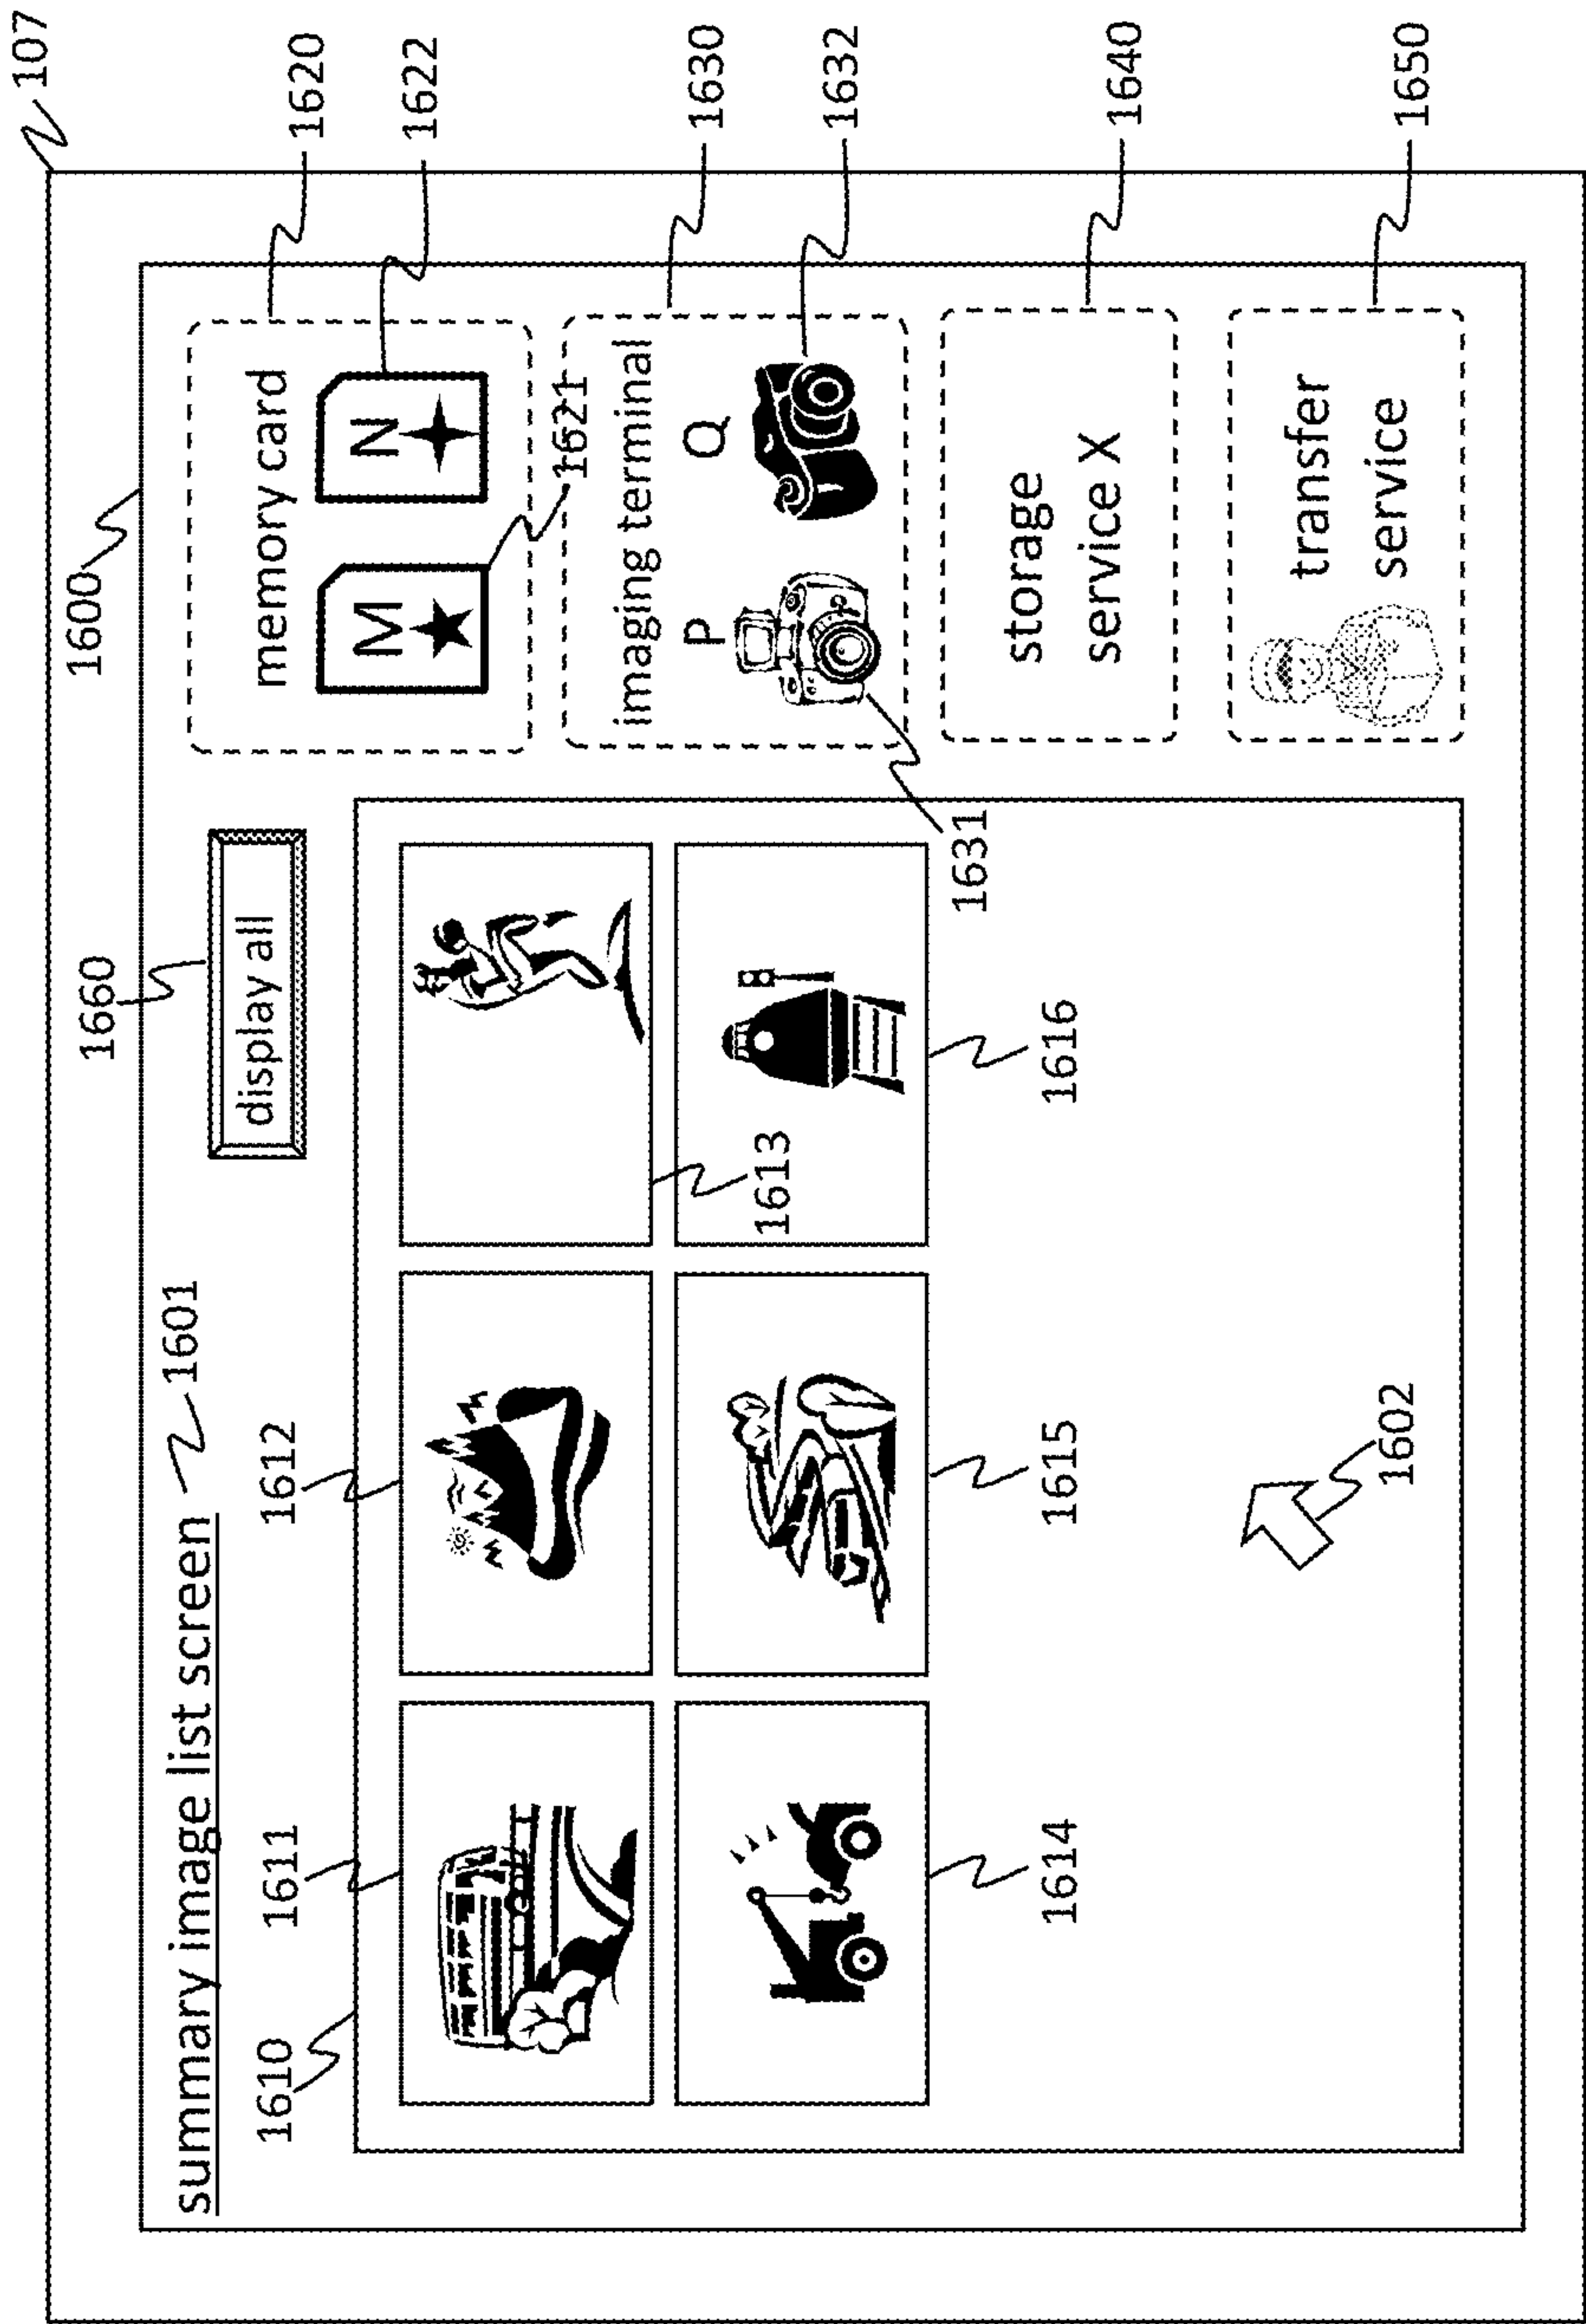 107
1600
summary image list screen
1601
1660
display all
1610
1611
1612
1613
1614
1615
1616
1602
memory card
M
N
1620
1622
1621
imaging terminal
P
Q
1630
1632
1631
storage
service X
1640
transfer
service
1650